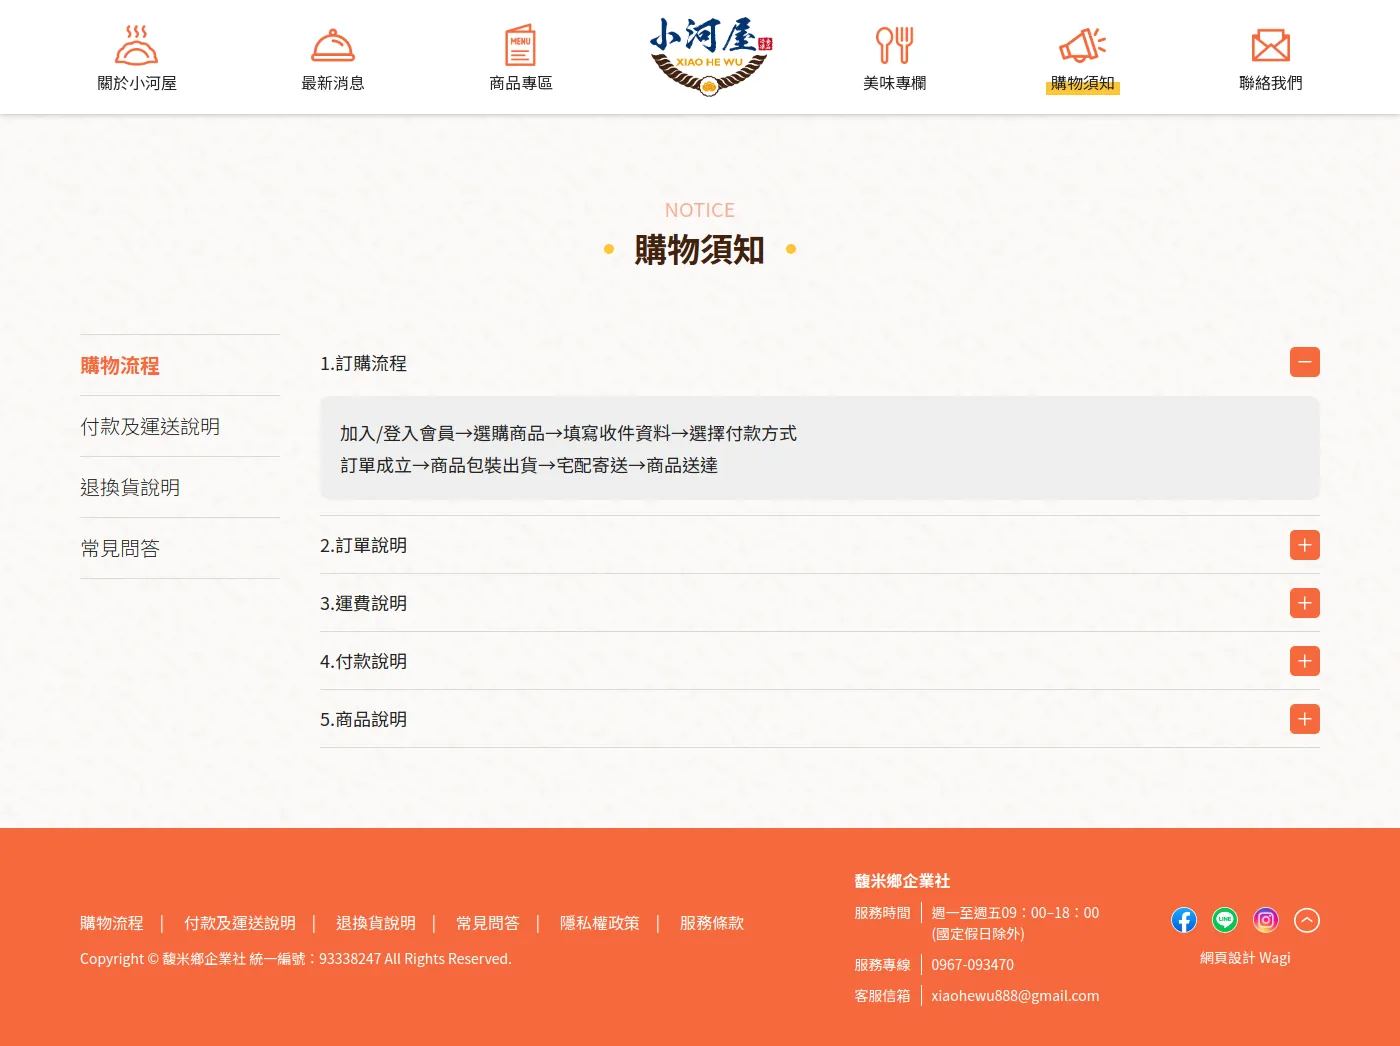 關於小河屋
最新消息
MENU
商品專區
小河屋
XIAO HE WU
美味專欄
購物須知
聯絡我們
NOTICE
購物須知
購物流程
付款及運送說明
退換貨說明
常見問答
1.訂購流程
加入/登入會員→選購商品→填寫收件資料→選擇付款方式
訂單成立→商品包裝出貨→宅配寄送→商品送達
2.訂單說明
3.運費說明
4.付款說明
5.商品說明
購物流程 | 付款及運送說明 | 退換貨說明 | 常見問答 | 隱私權政策 | 服務條款
Copyright © 馥米鄉企業社 統一編號：93338247 All Rights Reserved.
馥米鄉企業社
服務時間 週一至週五09：00–18：00
(國定假日除外)
服務專線 0967-093470
客服信箱 xiaohewu888@gmail.com
LINE
網頁設計 Wagi